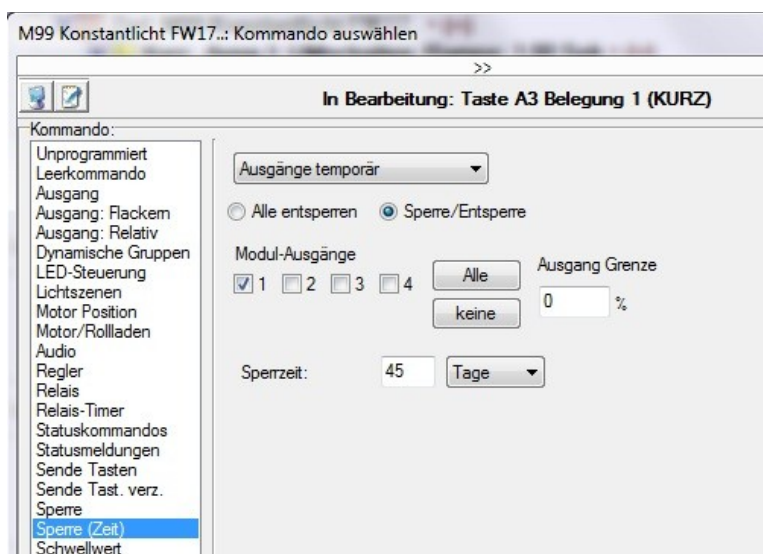 M99 Konstantlicht FW17..: Kommando auswählen
>>
In Bearbeitung: Taste A3 Belegung 1 (KURZ)
Kommando:
Unprogrammiert
Leerkommando
Ausgang
Ausgang: Flackern
Ausgang: Relativ
Dynamische Gruppen
LED-Steuerung
Lichtszenen
Motor Position
Motor/Rollladen
Audio
Regler
Relais
Relais-Timer
Statuskommandos
Statusmeldungen
Sende Tasten
Sende Tast. verz.
Sperre
Sperre (Zeit)
Schwellwert
Ausgänge temporär
Alle entsperren Sperre/Entsperre
Modul-Ausgänge
1 2 3 4
Alle
keine
Ausgang Grenze
0 %
Sperrzeit: 45 Tage